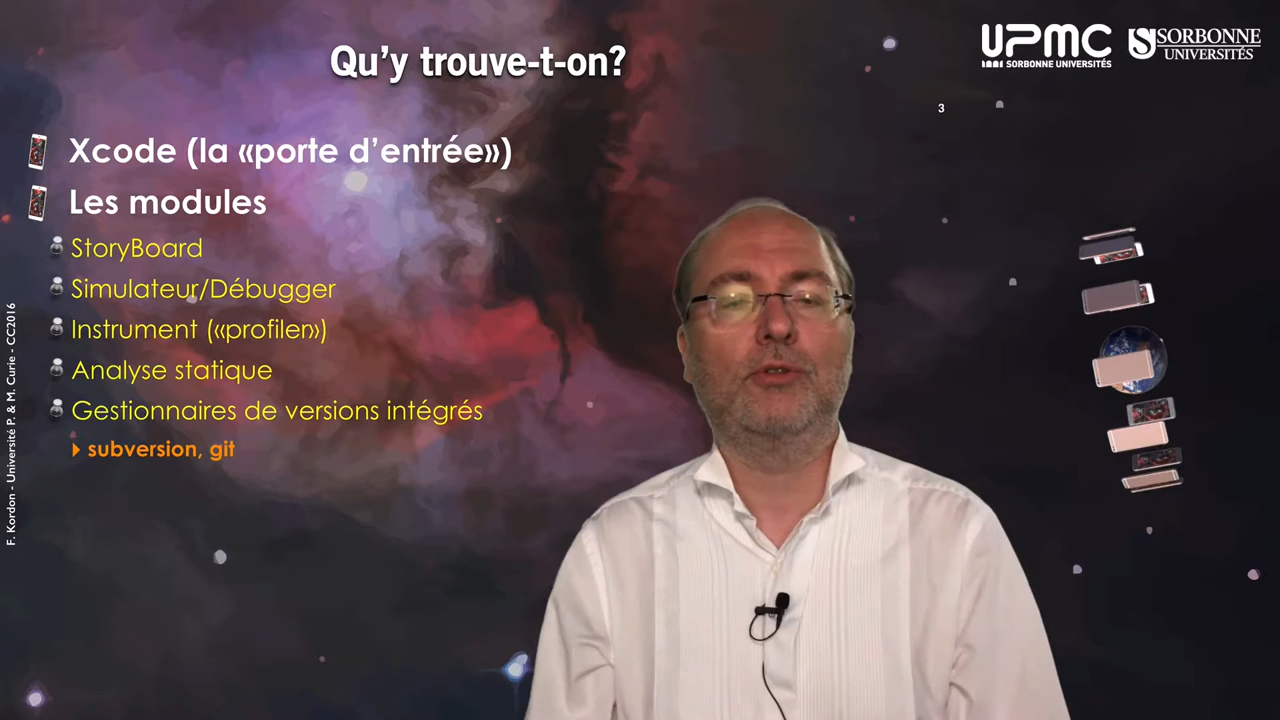 Qu'y trouve-t-on?
UPMC
SORBONNE UNIVERSITÉS
SORBONNE
UNIVERSITÉS
3
Xcode (la «porte d'entrée»)
Les modules
StoryBoard
Simulateur/Débugger
Instrument («profiler»)
Analyse statique
Gestionnaires de versions intégrés
subversion, git
F. Kordon - Université P. & M. Curie - CC2016